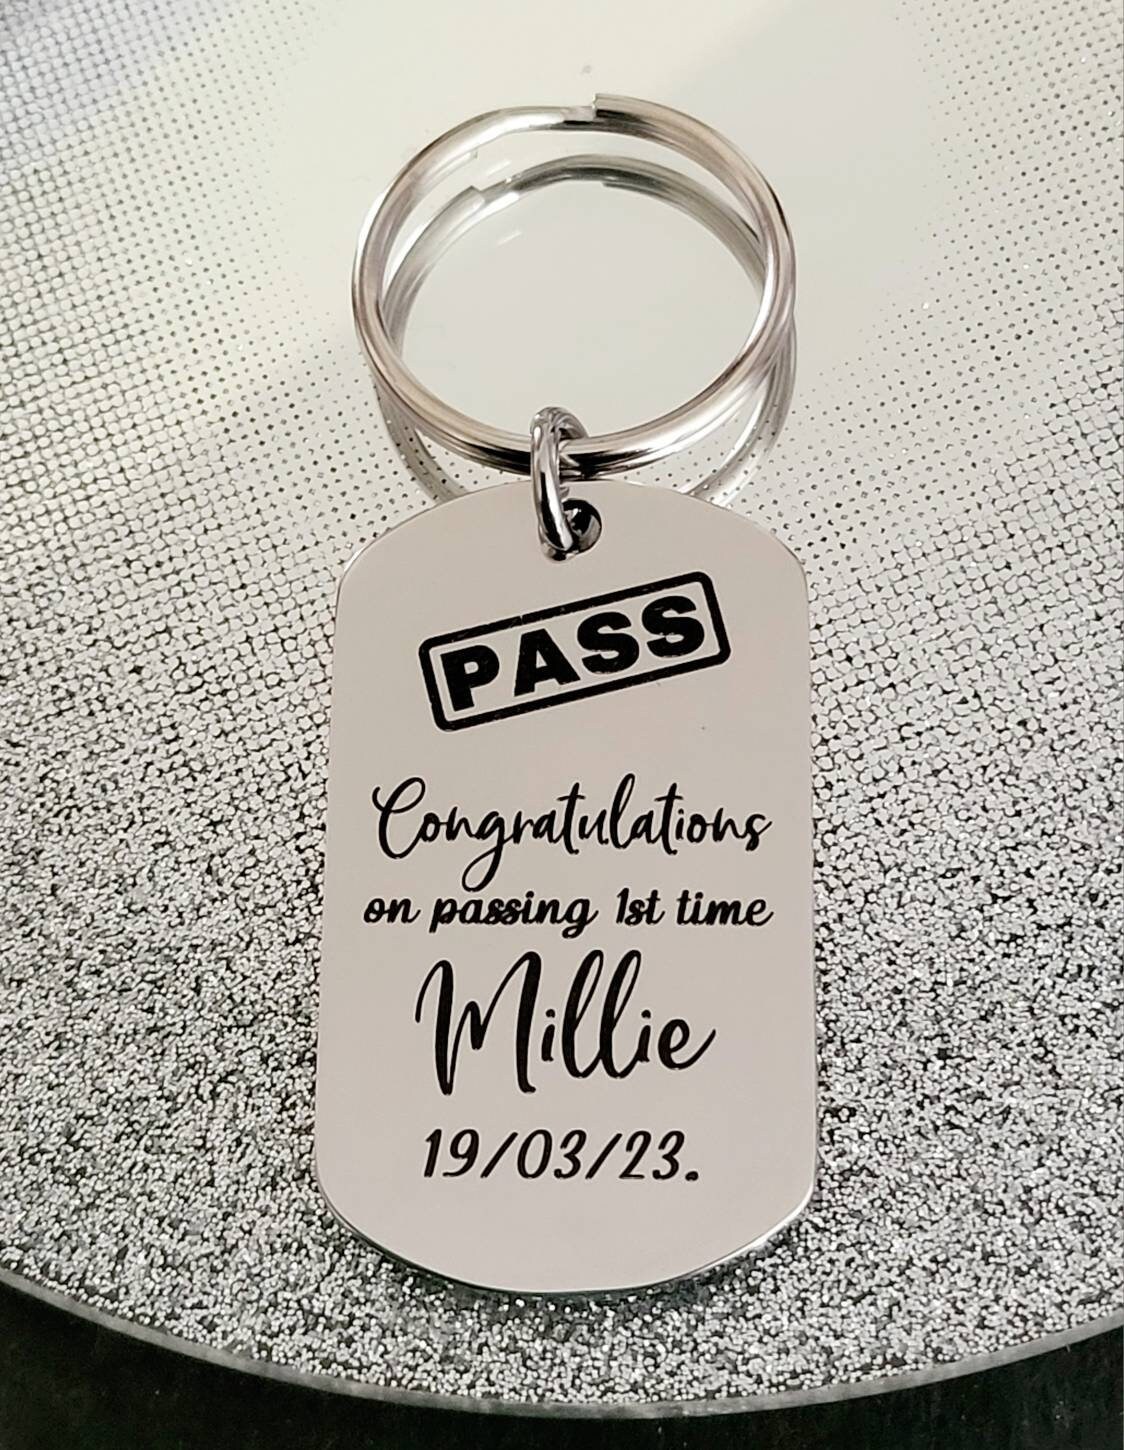 PASS
Congratulations
on passing 1st time
Millie
19/03/23.